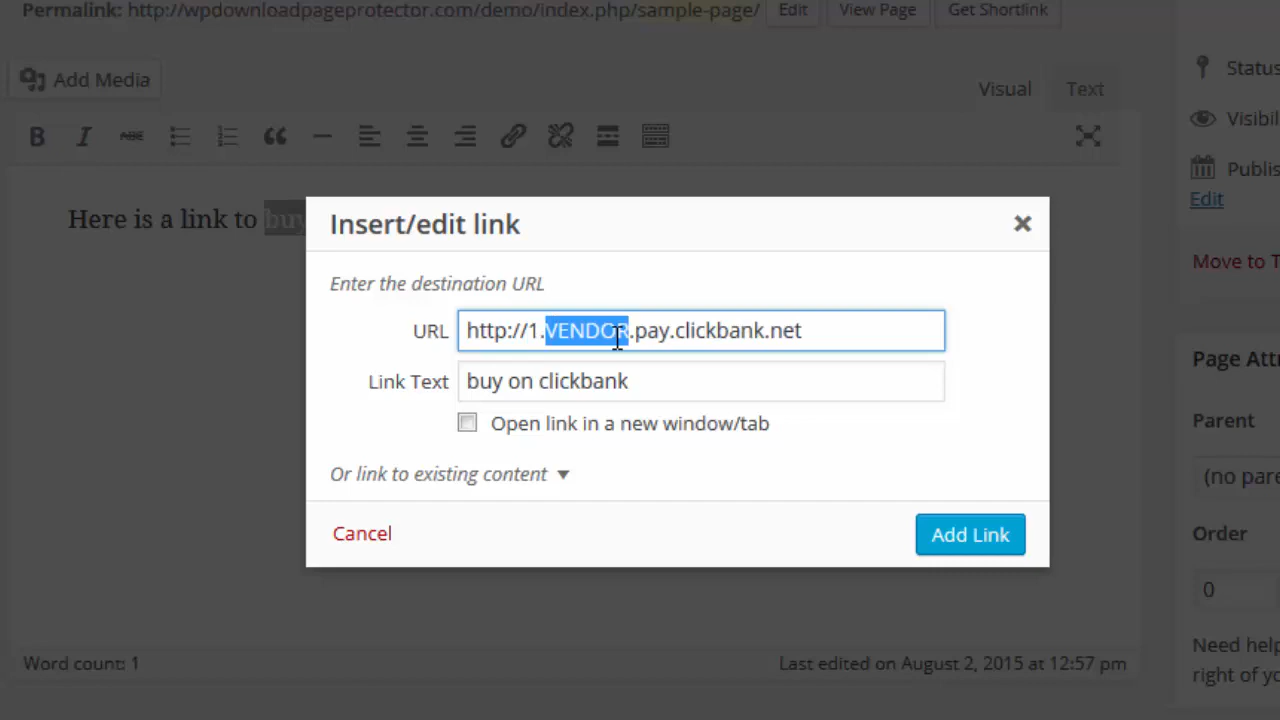 Permalink: http://wpdownloadpageprotector.com/demo/index.php/sample-page/ Edit View Page Get Shortlink
Status
Add Media
Visual Text
Visibil
B I ABC
Publis
Edit
Here is a link to buy
Insert/edit link
Move to T
Enter the destination URL
URL http://1.VENDOR.pay.clickbank.net
Page Att
Link Text buy on clickbank
Parent
Open link in a new window/tab
Or link to existing content
(no pare
Cancel
Add Link
Order
0
Need help
Word count: 1
Last edited on August 2, 2015 at 12:57 pm
right of yo